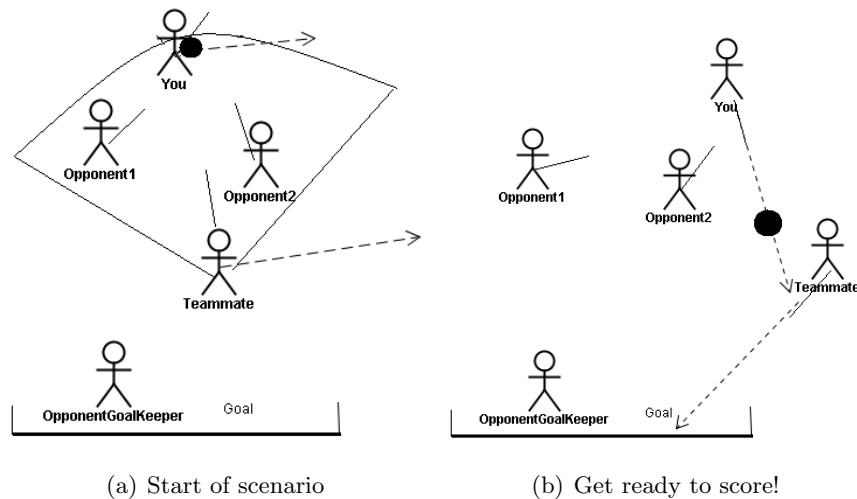 You
Opponent1
Opponent2
Teammate
OpponentGoalKeeper
Goal
(a) Start of scenario
You
Opponent1
Opponent2
Teammate
OpponentGoalKeeper
Goal
(b) Get ready to score!